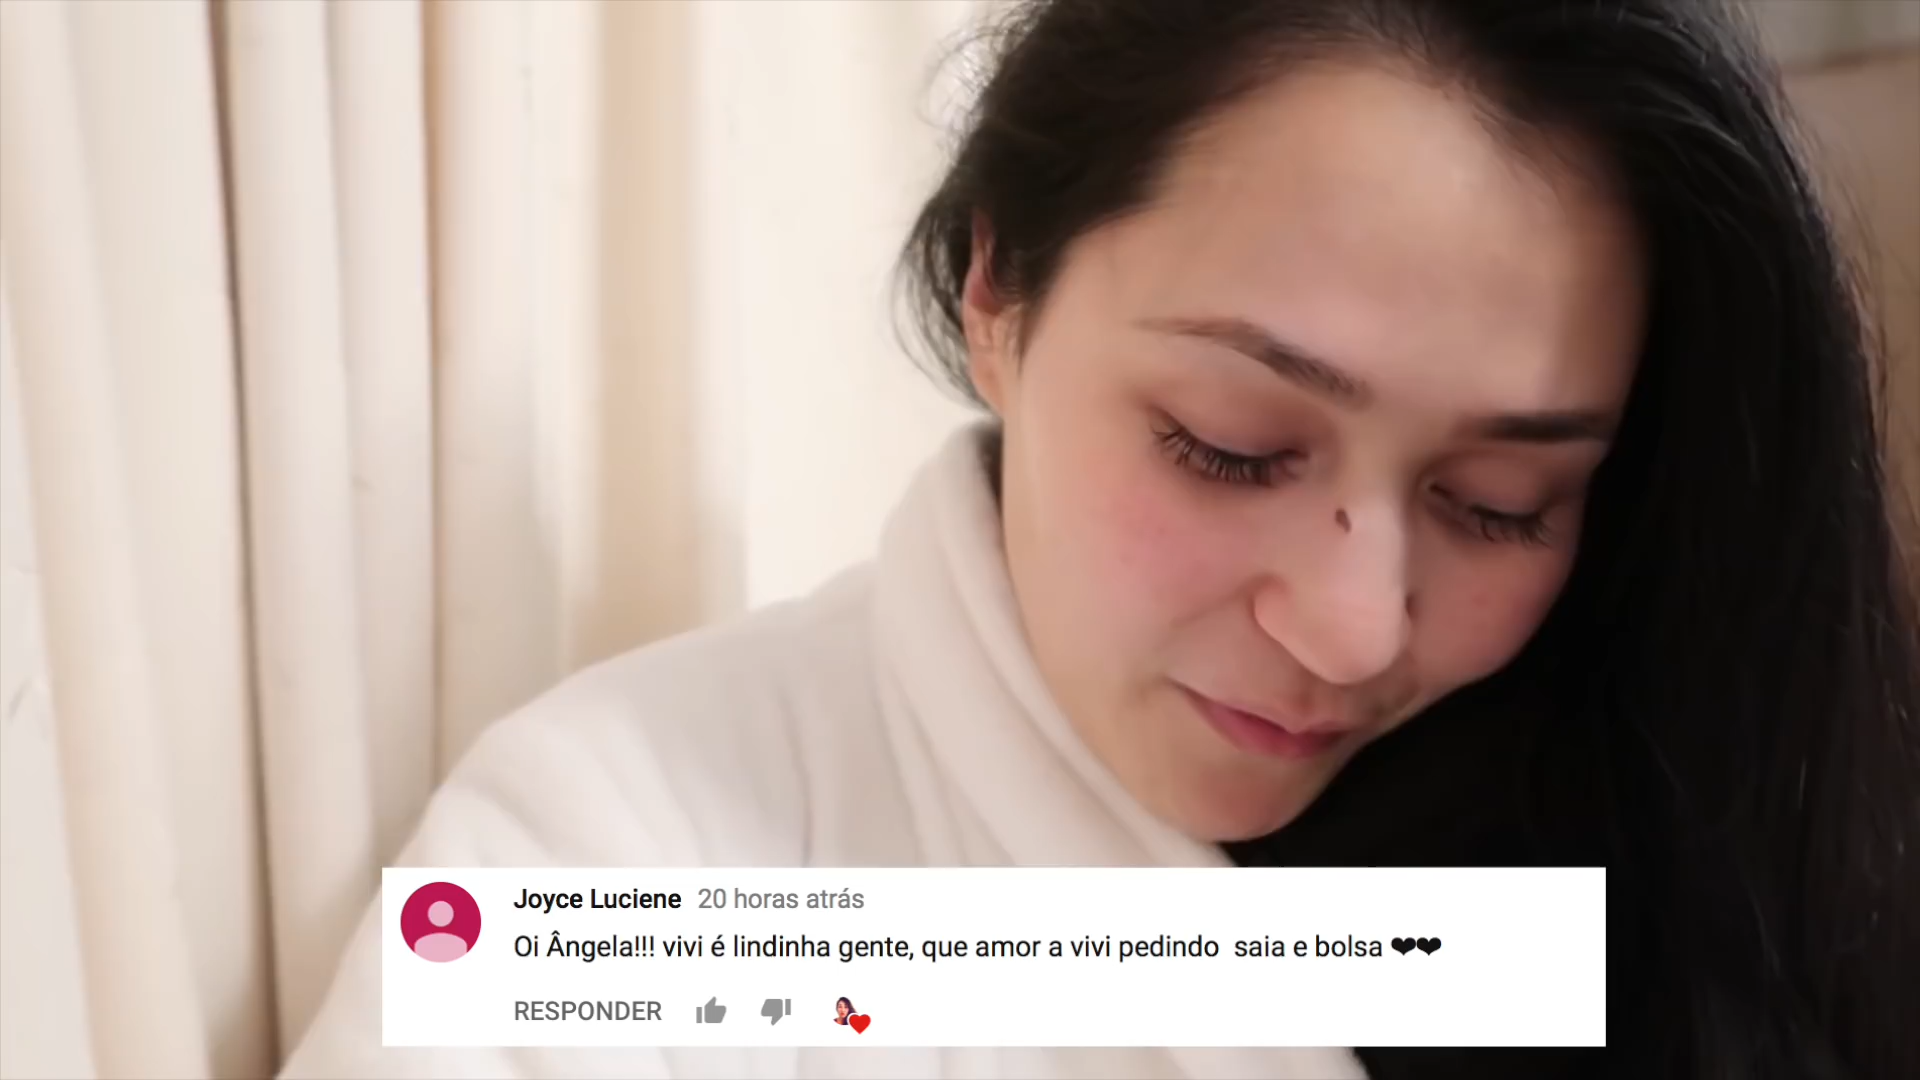 Joyce Luciene 20 horas atrás
Oi Ângela!!! vivi é lindinha gente, que amor a vivi pedindo  saia e bolsa ❤❤
RESPONDER